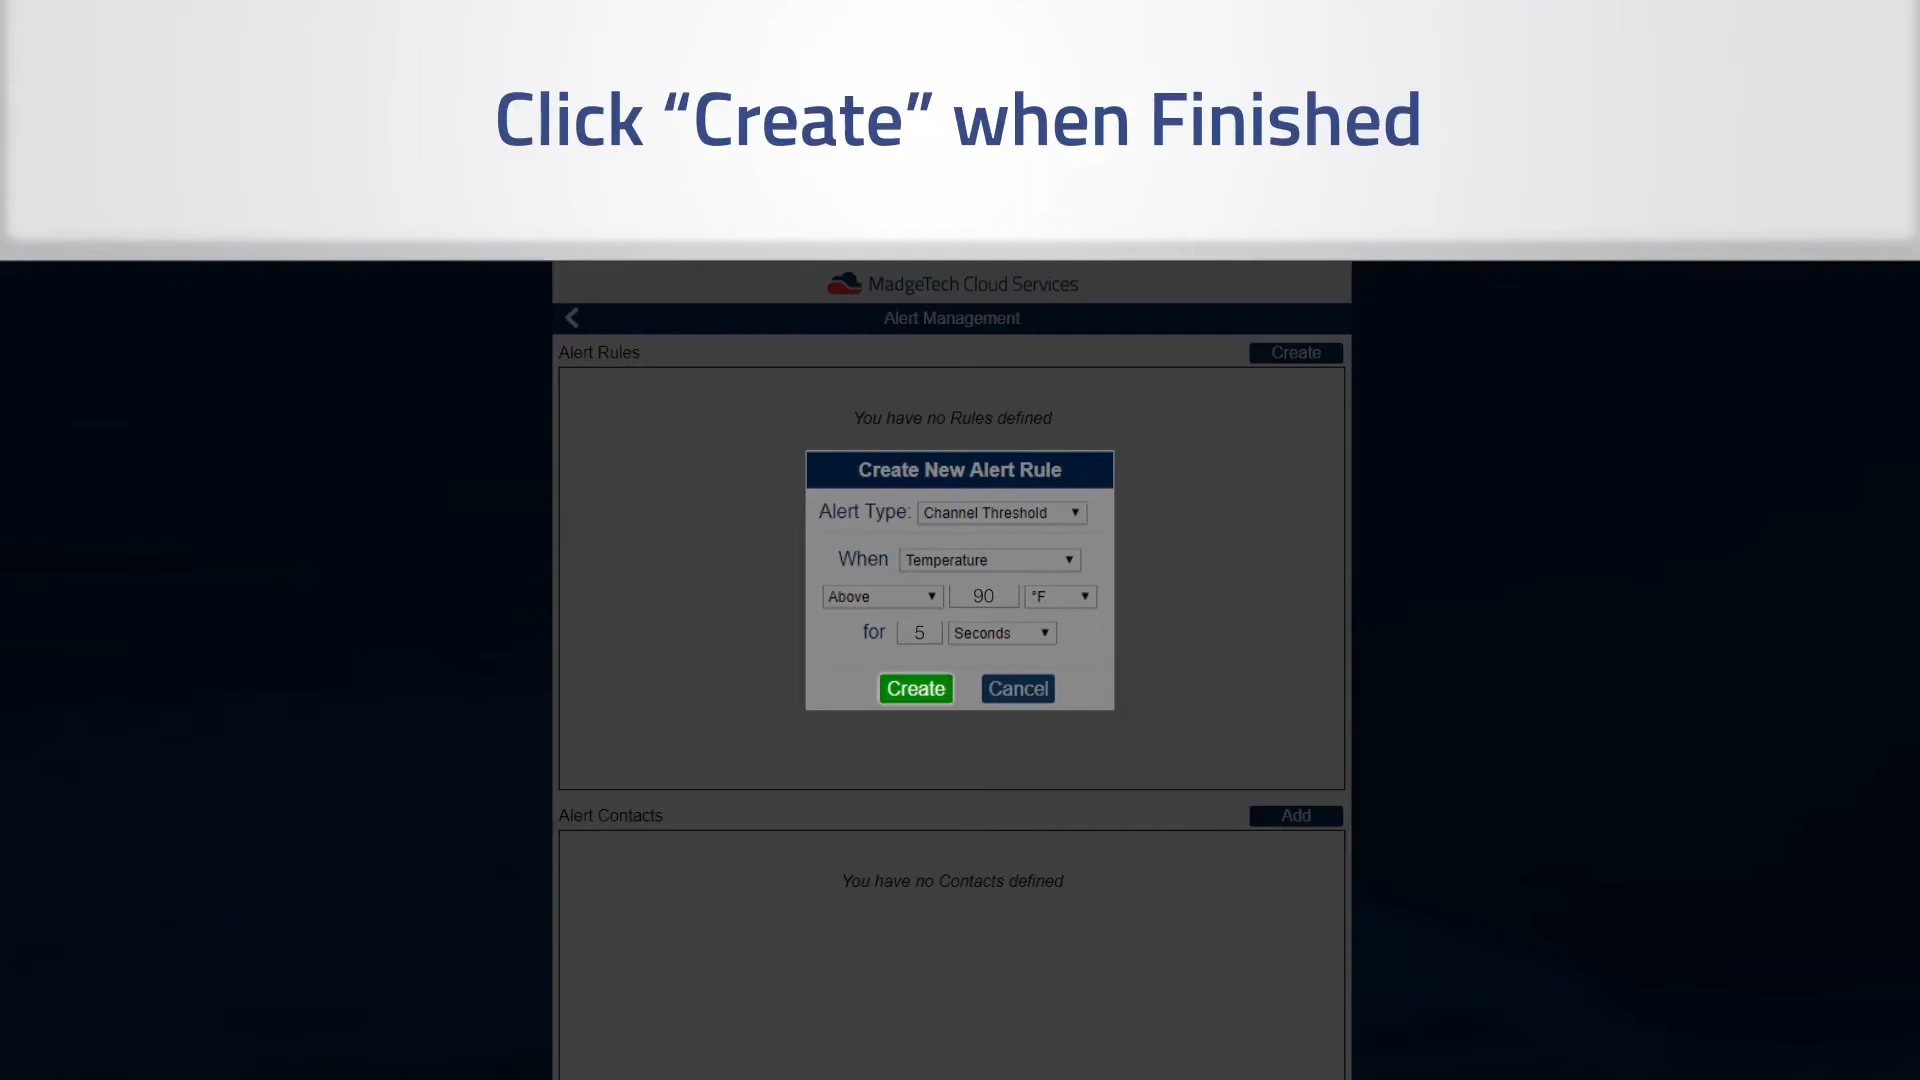 Click “Create” when Finished
MadgeTech Cloud Services
Alert Management
Alert Rules Create
You have no Rules defined
Create New Alert Rule
Alert Type: Channel Threshold
When Temperature
Above 90 °F
for 5 Seconds
Create Cancel
Alert Contacts Add
You have no Contacts defined